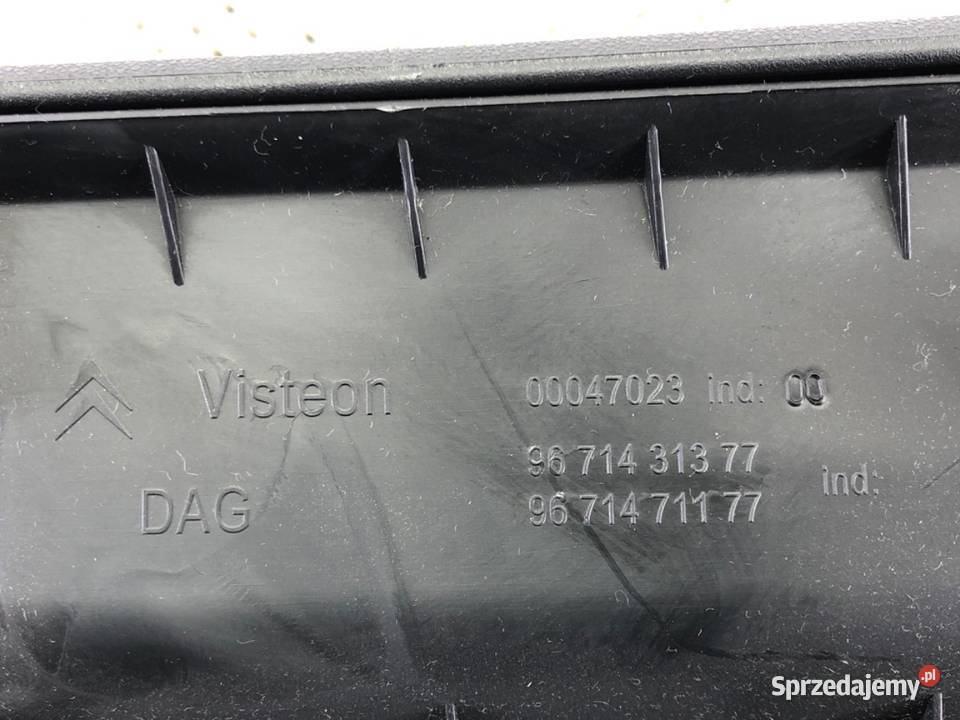 Visteon 00047023 ind: 00
96 714 313 77
ind:
DAG 96 714 711 77
Sprzedajemy.pl